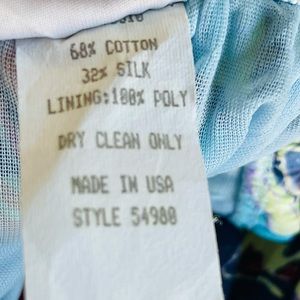 68% COTTON
32% SILK
LINING:100% POLY
DRY CLEAN ONLY
MADE IN USA
STYLE 54980